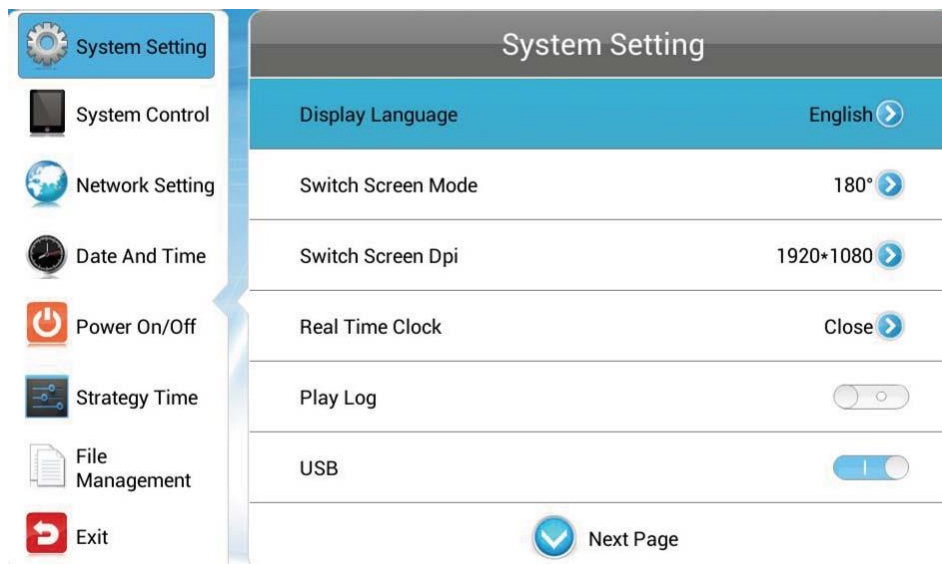 System Setting
System Control
Network Setting
Date And Time
Power On/Off
Strategy Time
File
Management
Exit
System Setting
Display Language English
Switch Screen Mode 180°
Switch Screen Dpi 1920*1080
Real Time Clock Close
Play Log
USB
Next Page